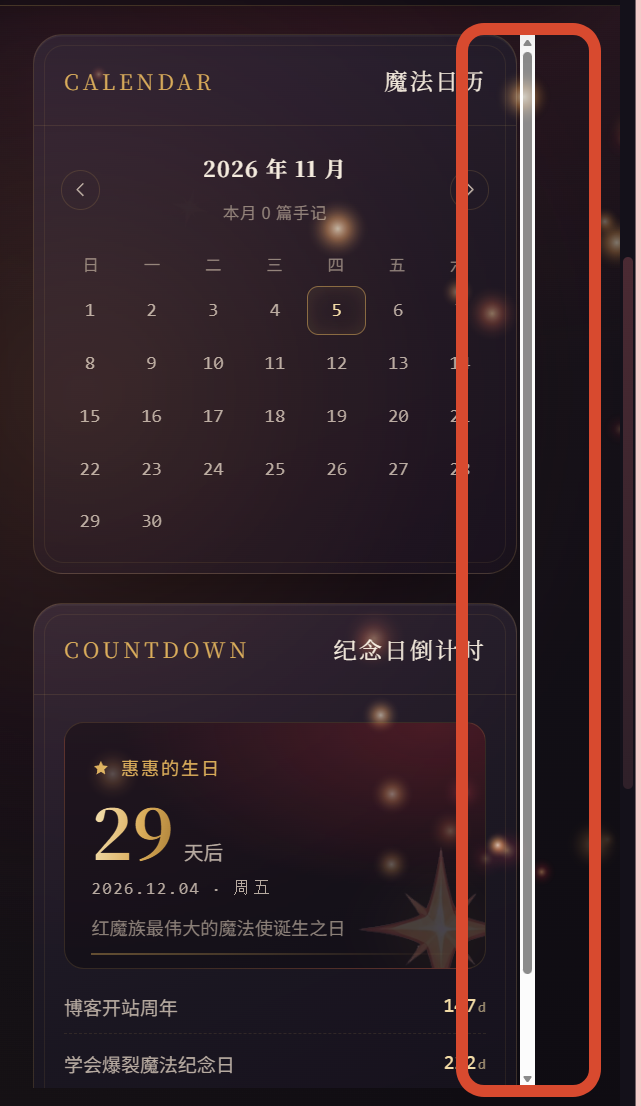 CALENDAR 魔法日历
2026 年 11 月
本月 0 篇手记
日 一 二 三 四 五 六
1 2 3 4 5 6
8 9 10 11 12 13 14
15 16 17 18 19 20 21
22 23 24 25 26 27 28
29 30
COUNTDOWN 纪念日倒计时
惠惠的生日
29 天后
2026.12.04 · 周五
红魔族最伟大的魔法使诞生之日
博客开站周年 d
学会爆裂魔法纪念日 d